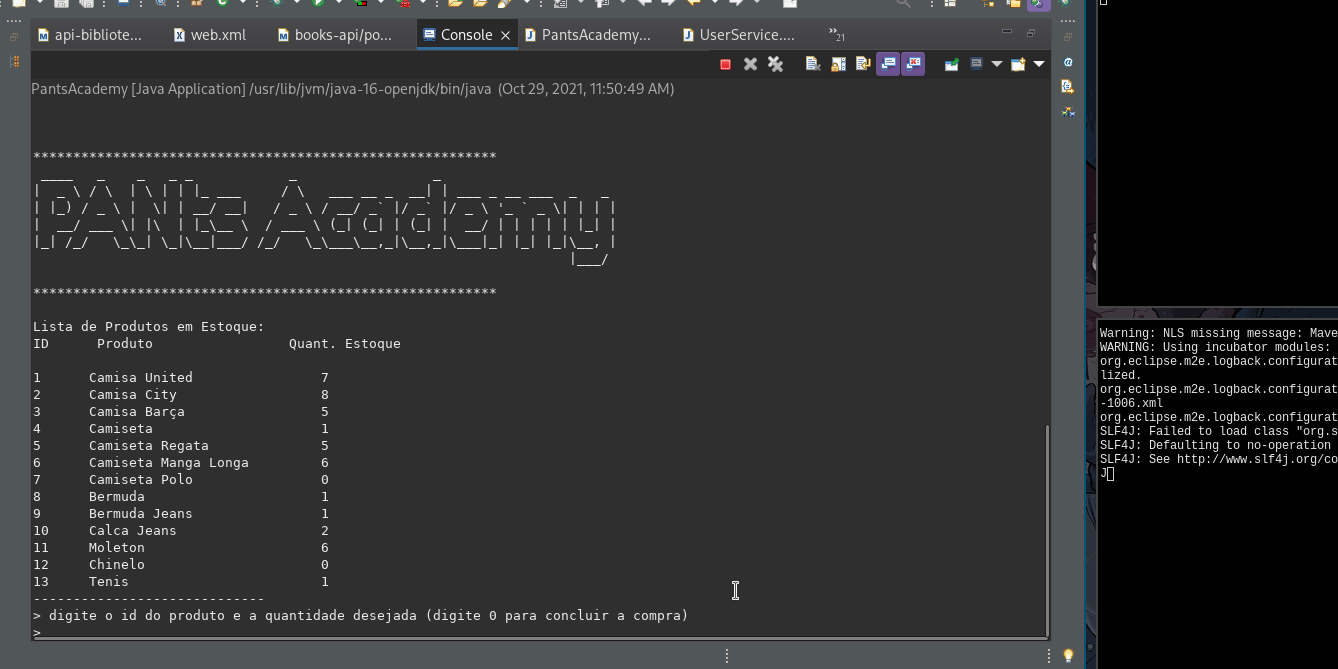 api-bibliote...
web.xml
books-api/po...
Console
PantsAcademy...
UserService....
21
PantsAcademy [Java Application] /usr/lib/jvm/java-16-openjdk/bin/java (Oct 29, 2021, 11:50:49 AM)
**********************************************************
PANts Academy
**********************************************************
Lista de Produtos em Estoque:
ID Produto Quant. Estoque
1 Camisa United 7
2 Camisa City 8
3 Camisa Barça 5
4 Camiseta 1
5 Camiseta Regata 5
6 Camiseta Manga Longa 6
7 Camiseta Polo 0
8 Bermuda 1
9 Bermuda Jeans 1
10 Calca Jeans 2
11 Moleton 6
12 Chinelo 0
13 Tenis 1
-----------------------------
> digite o id do produto e a quantidade desejada (digite 0 para concluir a compra)
>
Warning: NLS missing message: Mave
WARNING: Using incubator modules:
org.eclipse.m2e.logback.configurat
lized.
org.eclipse.m2e.logback.configurat
-1006.xml
org.eclipse.m2e.logback.configurat
SLF4J: Failed to load class "org.s
SLF4J: Defaulting to no-operation
SLF4J: See http://www.slf4j.org/co
J